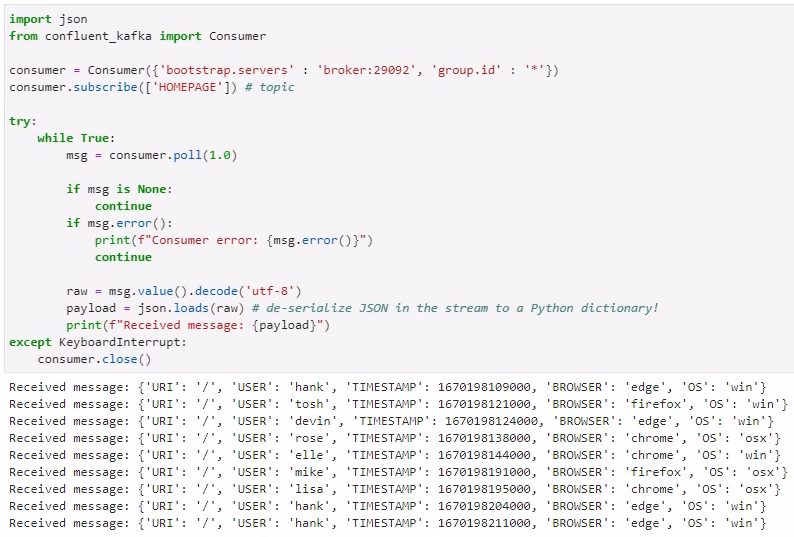 import json
from confluent_kafka import Consumer

consumer = Consumer({'bootstrap.servers' : 'broker:29092', 'group.id' : '*'})
consumer.subscribe(['HOMEPAGE']) # topic

try:
    while True:
        msg = consumer.poll(1.0)

        if msg is None:
            continue
        if msg.error():
            print(f"Consumer error: {msg.error()}")
            continue

        raw = msg.value().decode('utf-8')
        payload = json.loads(raw) # de-serialize JSON in the stream to a Python dictionary!
        print(f"Received message: {payload}")
except KeyboardInterrupt:
    consumer.close()
Received message: {'URI': '/', 'USER': 'hank', 'TIMESTAMP': 1670198109000, 'BROWSER': 'edge', 'OS': 'win'}
Received message: {'URI': '/', 'USER': 'tosh', 'TIMESTAMP': 1670198121000, 'BROWSER': 'firefox', 'OS': 'win'}
Received message: {'URI': '/', 'USER': 'devin', 'TIMESTAMP': 1670198124000, 'BROWSER': 'edge', 'OS': 'win'}
Received message: {'URI': '/', 'USER': 'rose', 'TIMESTAMP': 1670198138000, 'BROWSER': 'chrome', 'OS': 'osx'}
Received message: {'URI': '/', 'USER': 'elle', 'TIMESTAMP': 1670198144000, 'BROWSER': 'chrome', 'OS': 'win'}
Received message: {'URI': '/', 'USER': 'mike', 'TIMESTAMP': 1670198191000, 'BROWSER': 'firefox', 'OS': 'osx'}
Received message: {'URI': '/', 'USER': 'lisa', 'TIMESTAMP': 1670198195000, 'BROWSER': 'chrome', 'OS': 'osx'}
Received message: {'URI': '/', 'USER': 'hank', 'TIMESTAMP': 1670198204000, 'BROWSER': 'edge', 'OS': 'win'}
Received message: {'URI': '/', 'USER': 'hank', 'TIMESTAMP': 1670198211000, 'BROWSER': 'edge', 'OS': 'win'}